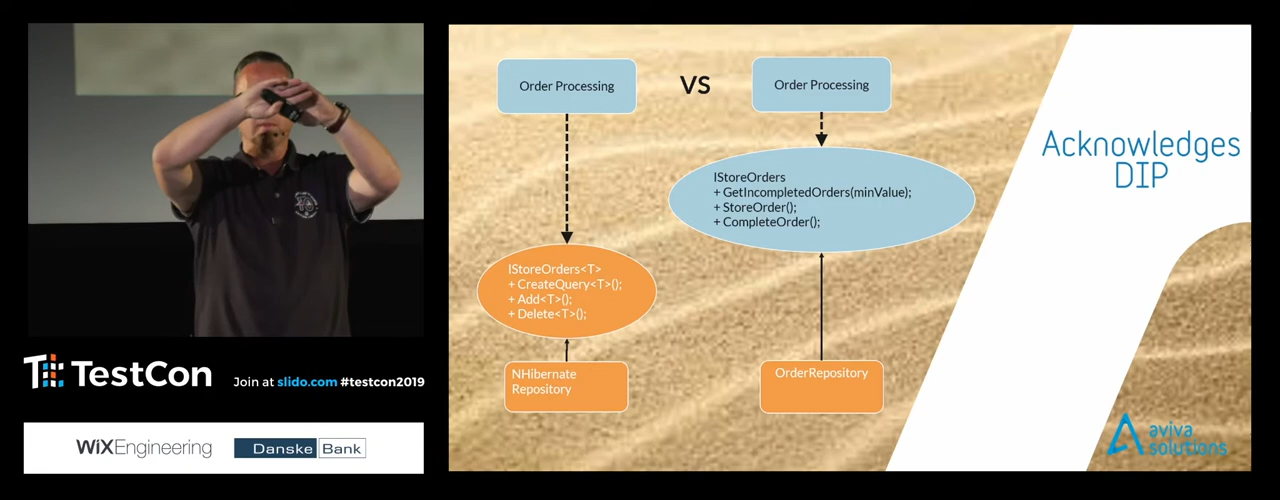 TestCon
Join at slido.com #testcon2019
WiXEngineering
Danske Bank
Order Processing
VS
Order Processing
IStoreOrders<T>
+ CreateQuery<T>();
+ Add<T>();
+ Delete<T>();
NHibernate
Repository
IStoreOrders
+ GetIncompletedOrders(minValue);
+ StoreOrder();
+ CompleteOrder();
OrderRepository
Acknowledges
DIP
aviva
solutions